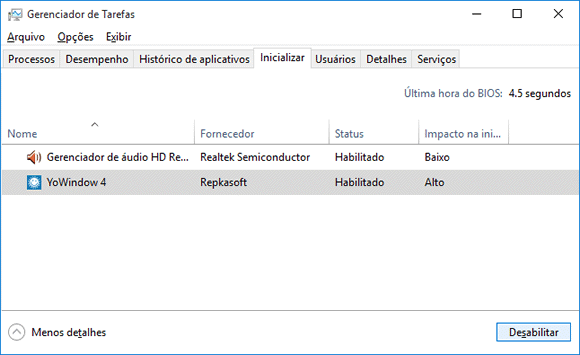 Gerenciador de Tarefas
Arquivo Opções Exibir
Processos Desempenho Histórico de aplicativos Inicializar Usuários Detalhes Serviços
Última hora do BIOS: 4.5 segundos
Nome Fornecedor Status Impacto na ini...
Gerenciador de áudio HD Re... Realtek Semiconductor Habilitado Baixo
YoWindow 4 Repkasoft Habilitado Alto
Menos detalhes Desabilitar